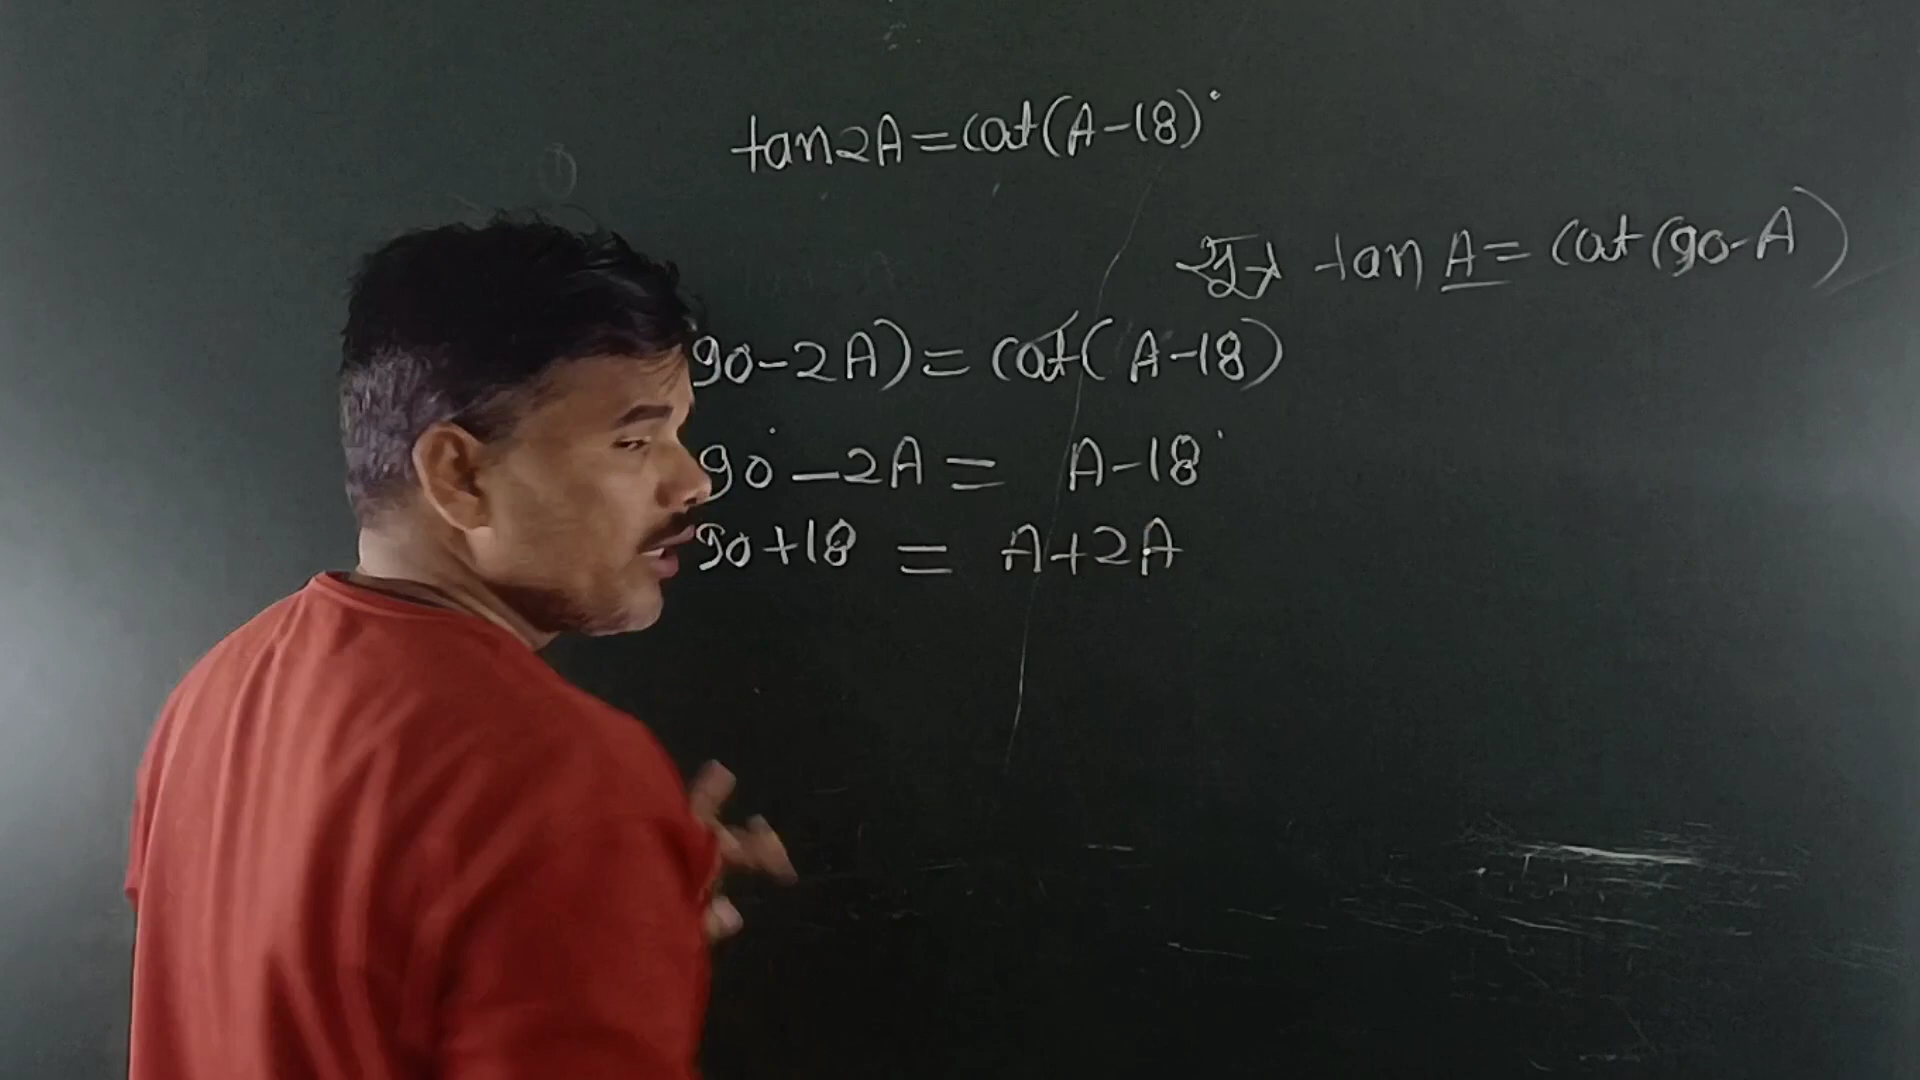 tan2A=cot(A-18)°
सूत्र tan A = cot (90-A)
90-2A)=cot(A-18)
90°-2A= A-18°
90+18 = A+2A